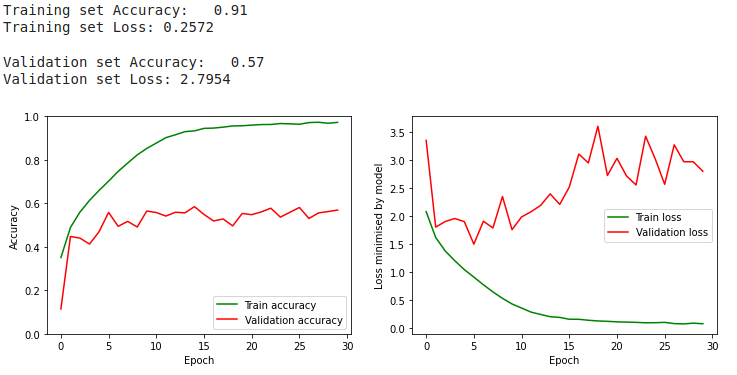 Training set Accuracy:   0.91
Training set Loss: 0.2572
Validation set Accuracy:   0.57
Validation set Loss: 2.7954
1.0
0.8
0.6
0.4
0.2
0.0
Accuracy
0 5 10 15 20 25 30
Epoch
Train accuracy
Validation accuracy
3.5
3.0
2.5
2.0
1.5
1.0
0.5
0.0
Loss minimised by model
0 5 10 15 20 25 30
Epoch
Train loss
Validation loss